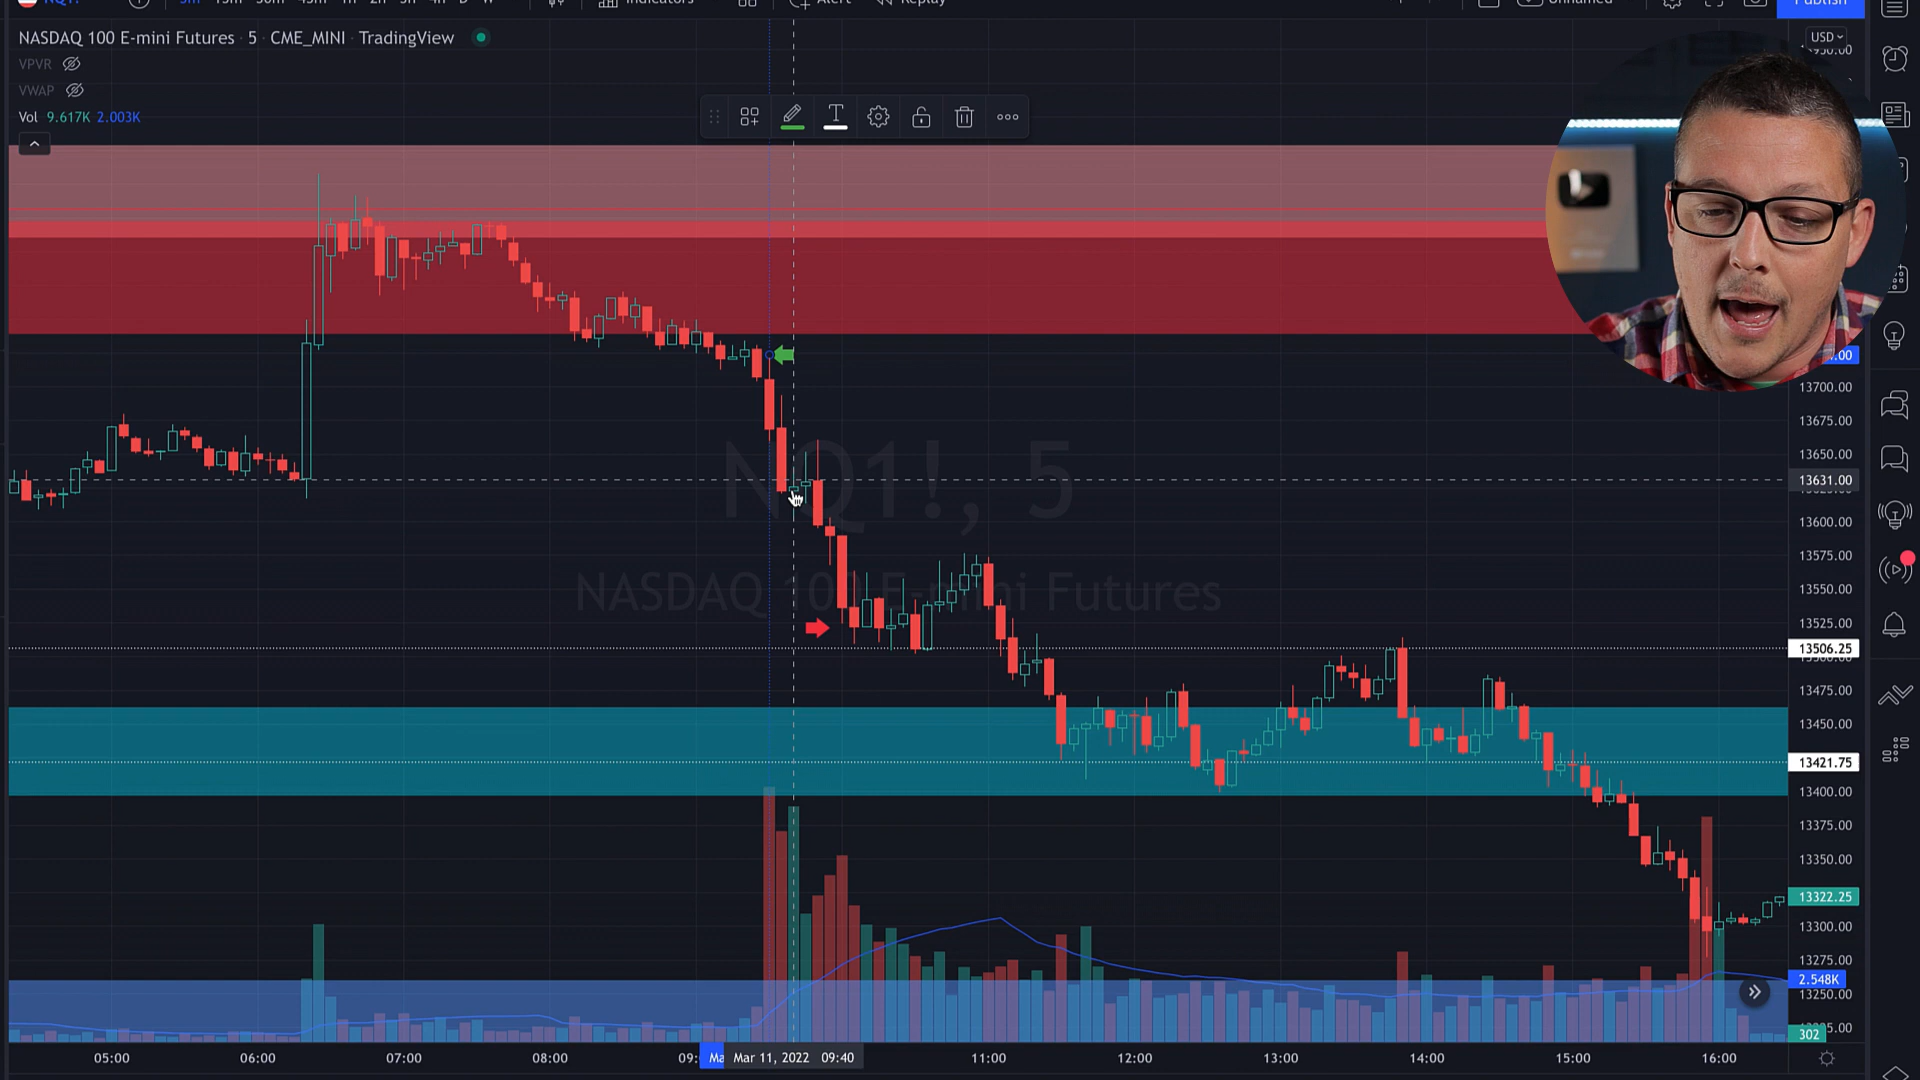 Indicators
Alert
Replay
Unnamed
Publish
NASDAQ 100 E-mini Futures · 5 · CME_MINI · TradingView
USD
VPVR
VWAP
Vol 9.617K 2.003K
NQ1!, 5
NASDAQ 100 E-mini Futures
13700.00
13675.00
13650.00
13631.00
13600.00
13575.00
13550.00
13525.00
13506.25
13475.00
13450.00
13421.75
13400.00
13375.00
13350.00
13322.25
13300.00
13275.00
2.548K
13250.00
302
05:00 06:00 07:00 08:00 09: Ma Mar 11, 2022 09:40 11:00 12:00 13:00 14:00 15:00 16:00